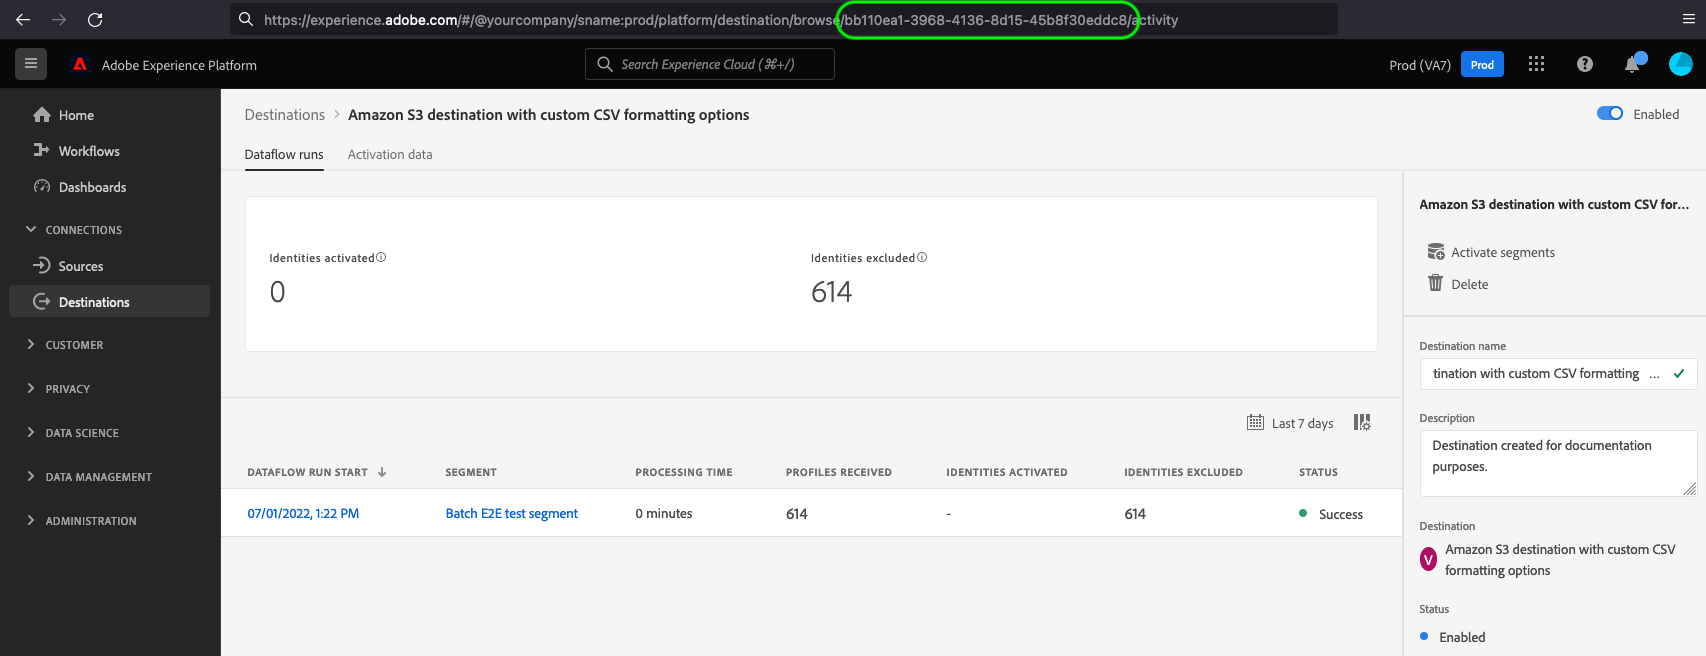 https://experience.adobe.com/#/@yourcompany/sname:prod/platform/destination/browse/bb110ea1-3968-4136-8d15-45b8f30eddc8/activity
Adobe Experience Platform
Search Experience Cloud (⌘+/)
Prod (VA7)
Prod
Home
Workflows
Dashboards
CONNECTIONS
Sources
Destinations
CUSTOMER
PRIVACY
DATA SCIENCE
DATA MANAGEMENT
ADMINISTRATION
Destinations > Amazon S3 destination with custom CSV formatting options
Enabled
Dataflow runs Activation data
Identities activated
0
Identities excluded
614
Last 7 days
DATAFLOW RUN START ↓ SEGMENT PROCESSING TIME PROFILES RECEIVED IDENTITIES ACTIVATED IDENTITIES EXCLUDED STATUS
07/01/2022, 1:22 PM Batch E2E test segment 0 minutes 614 - 614 Success
Amazon S3 destination with custom CSV for...
Activate segments
Delete
Destination name
tination with custom CSV formatting ...
Description
Destination created for documentation
purposes.
Destination
V
Amazon S3 destination with custom CSV
formatting options
Status
Enabled